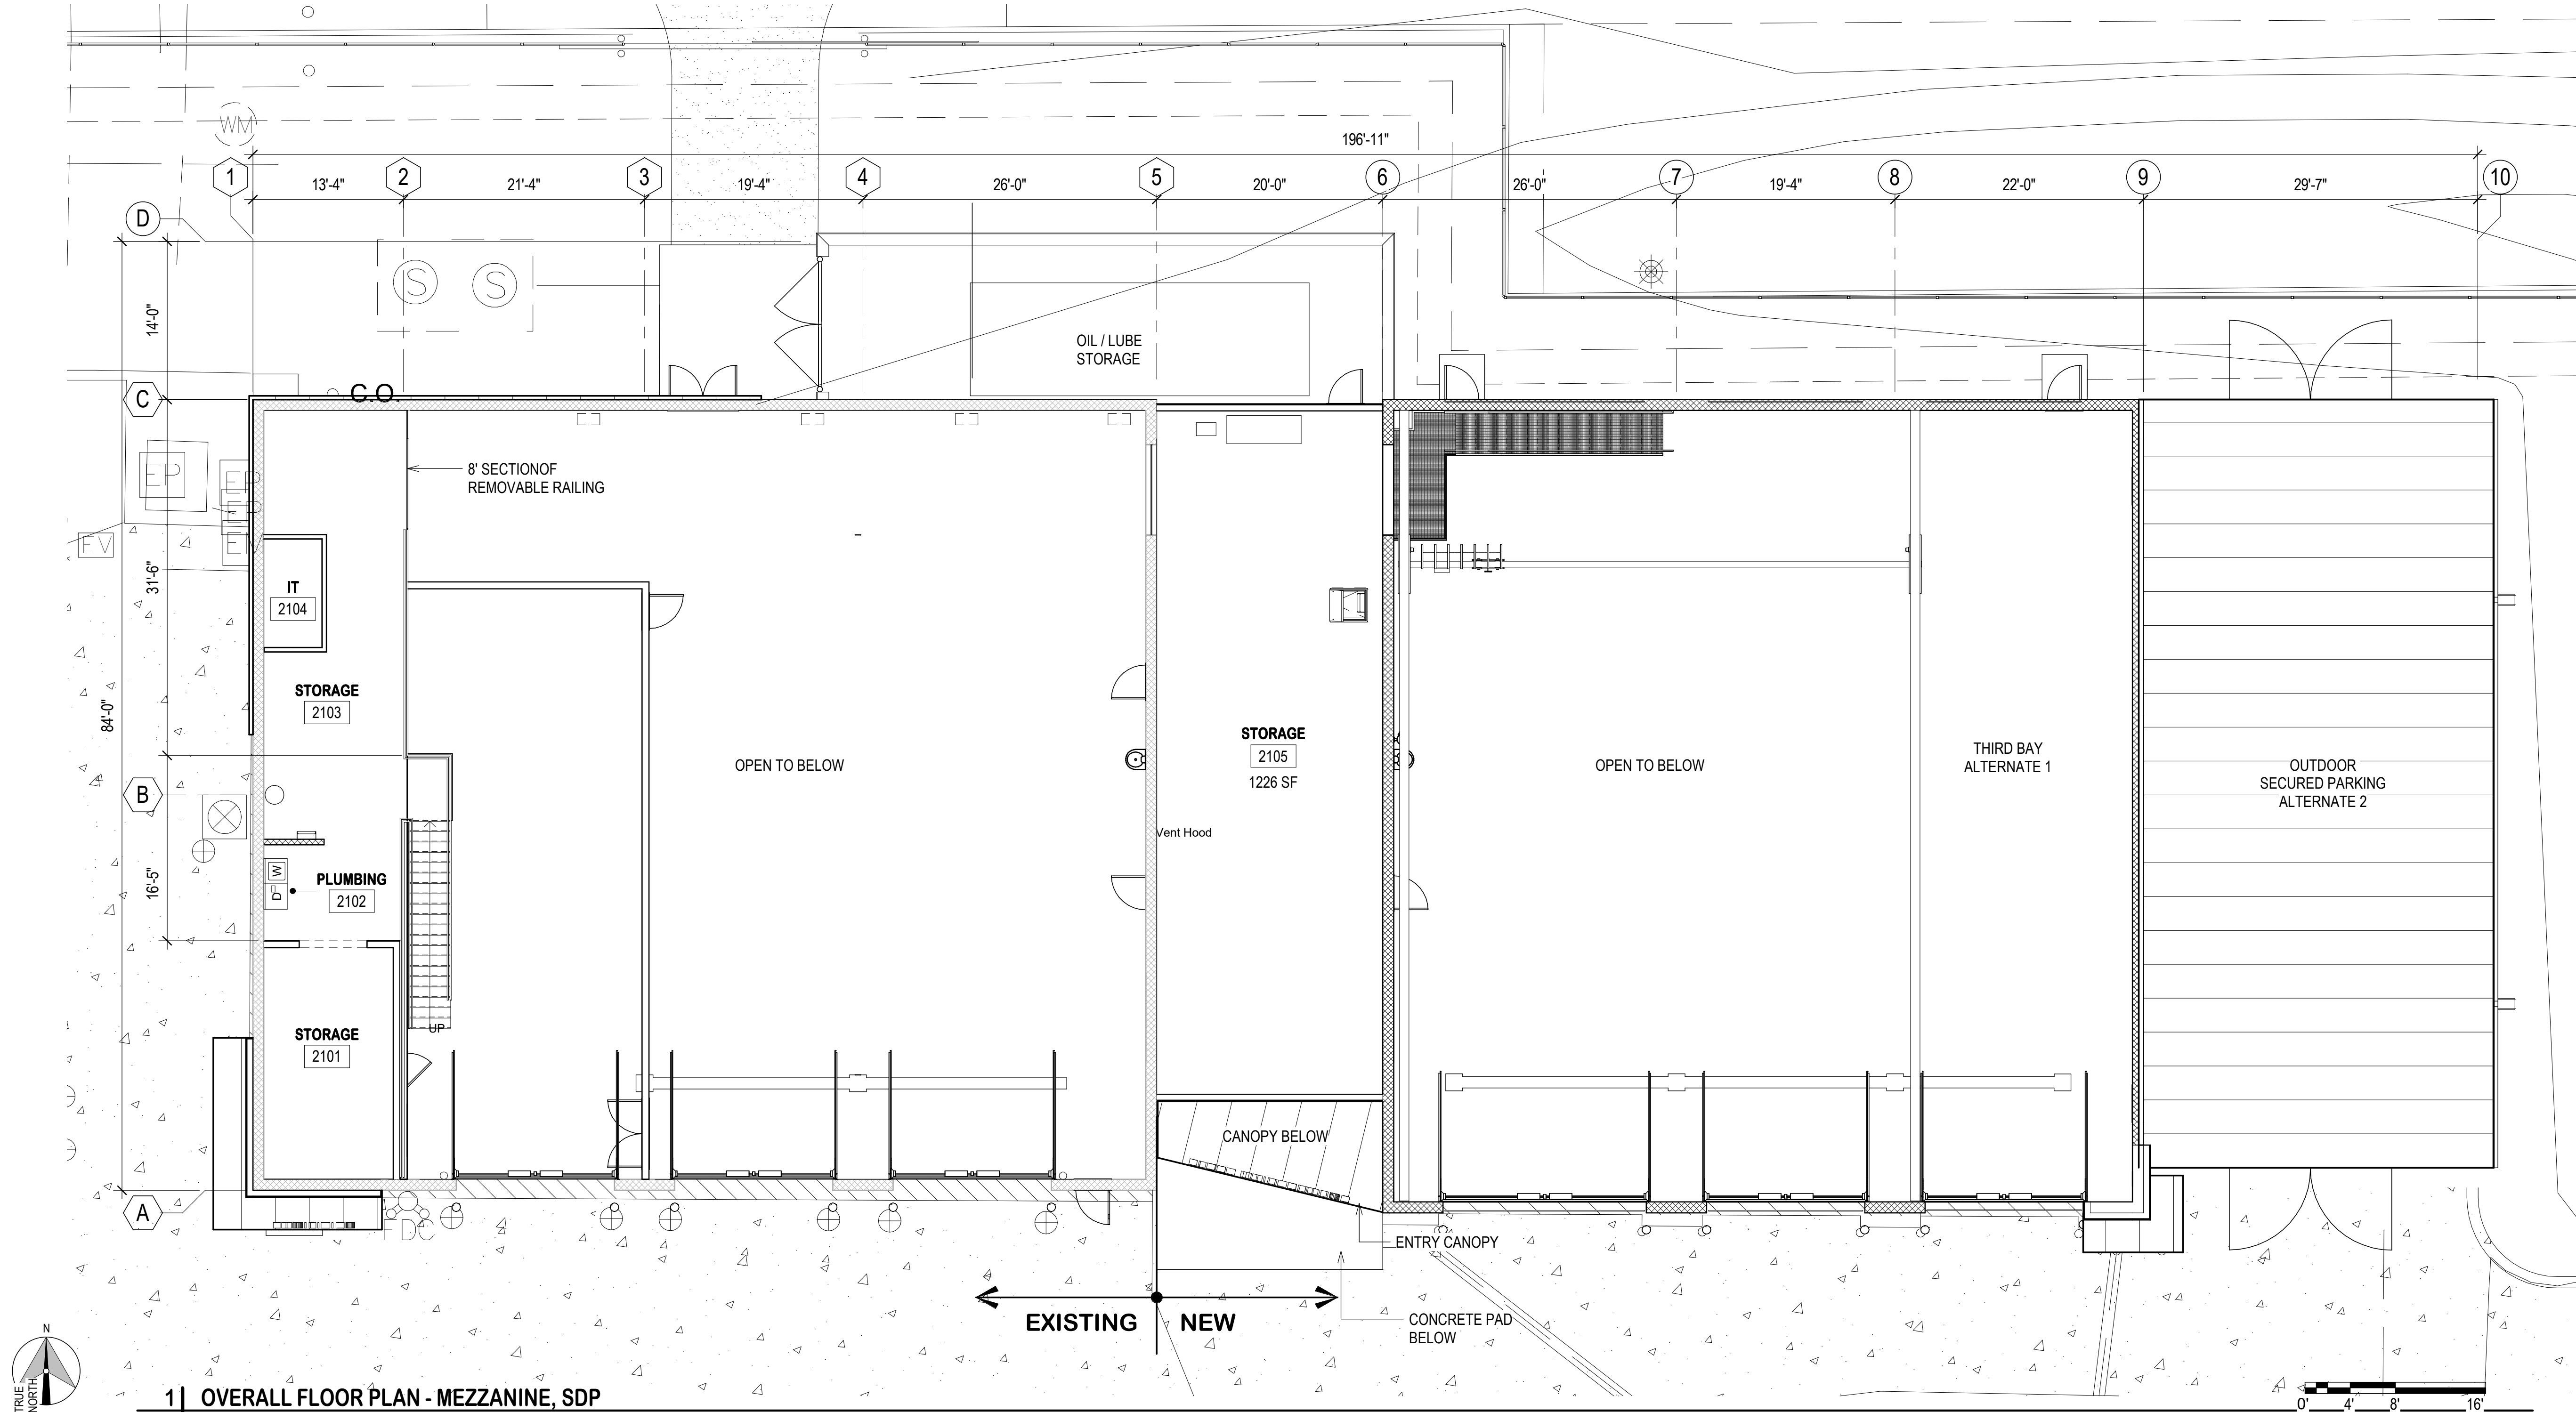 WM
196'-11"
1
13'-4"
2
21'-4"
3
19'-4"
4
26'-0"
5
20'-0"
6
26'-0"
7
19'-4"
8
22'-0"
9
29'-7"
10
D
S
S
14'-0"
OIL / LUBE
STORAGE
C
C.O.
8' SECTIONOF
REMOVABLE RAILING
EP
EP
EP
EV
31'-6"
IT
2104
STORAGE
2103
84'-0"
OPEN TO BELOW
STORAGE
2105
1226 SF
OPEN TO BELOW
THIRD BAY
ALTERNATE 1
OUTDOOR
SECURED PARKING
ALTERNATE 2
B
Vent Hood
W
D
PLUMBING
2102
16'-5"
UP
STORAGE
2101
CANOPY BELOW
A
DC
ENTRY CANOPY
EXISTING
NEW
CONCRETE PAD
BELOW
N
TRUE
NORTH
1
OVERALL FLOOR PLAN - MEZZANINE, SDP
0'
4'
8'
16'